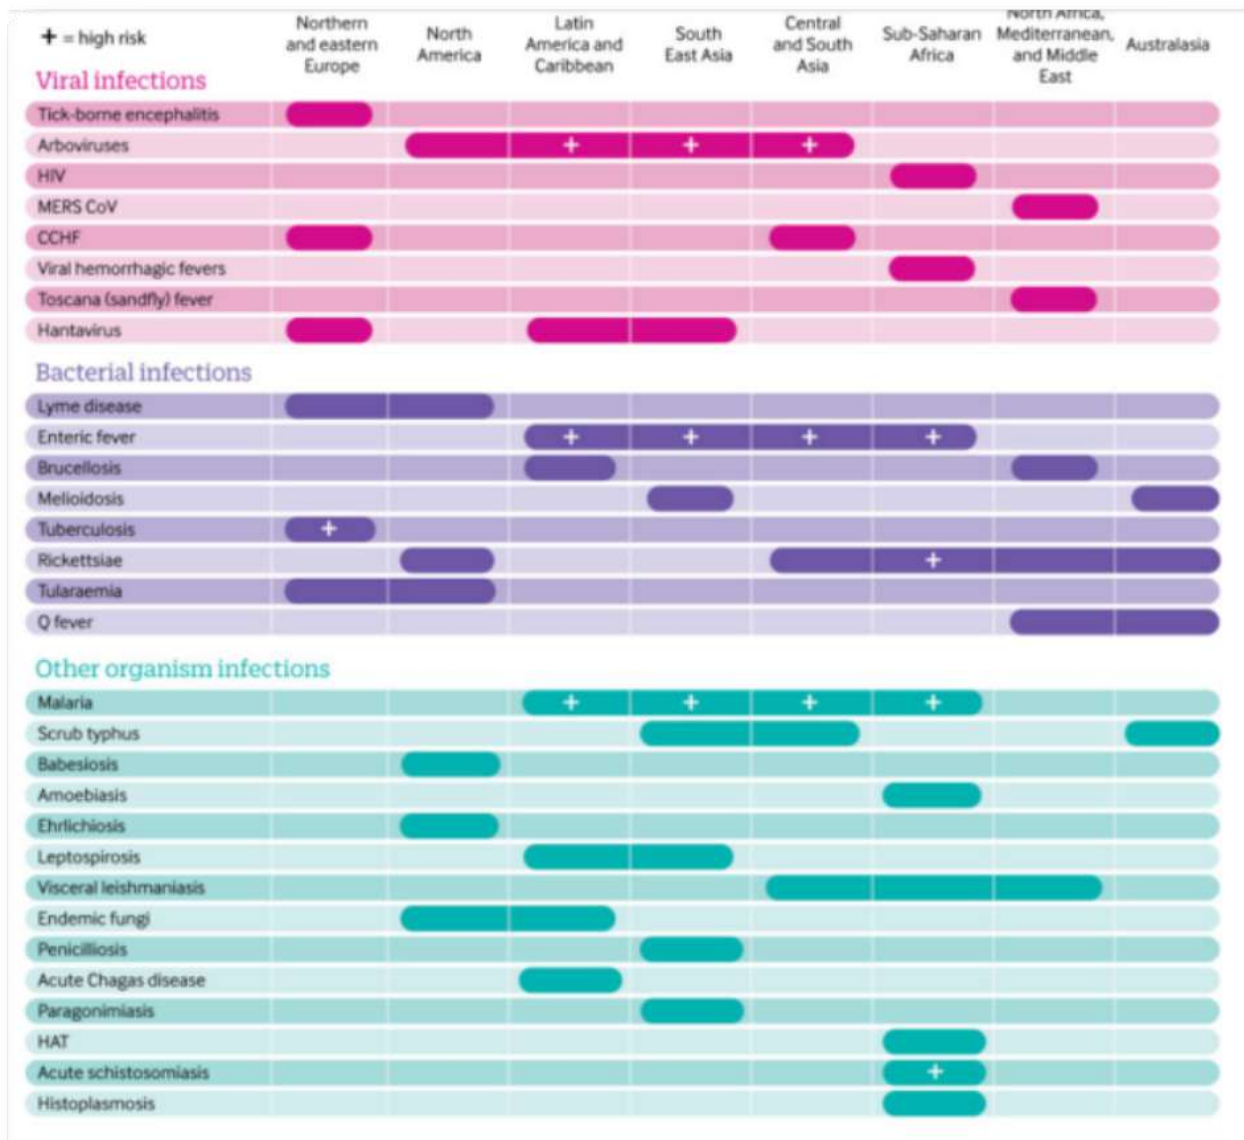 + = high risk
Northern and eastern Europe
North America
Latin America and Caribbean
South East Asia
Central and South Asia
Sub-Saharan Africa
North Africa, Mediterranean, and Middle East
Australasia
Viral infections
Tick-borne encephalitis
Arboviruses + + +
HIV
MERS CoV
CCHF
Viral hemorrhagic fevers
Toscana (sandfly) fever
Hantavirus
Bacterial infections
Lyme disease
Enteric fever + + + +
Brucellosis
Melioidosis
Tuberculosis +
Rickettsiae +
Tularaemia
Q fever
Other organism infections
Malaria + + + +
Scrub typhus
Babesiosis
Amoebiasis
Ehrlichiosis
Leptospirosis
Visceral leishmaniasis
Endemic fungi
Penicilliosis
Acute Chagas disease
Paragonimiasis
HAT
Acute schistosomiasis +
Histoplasmosis